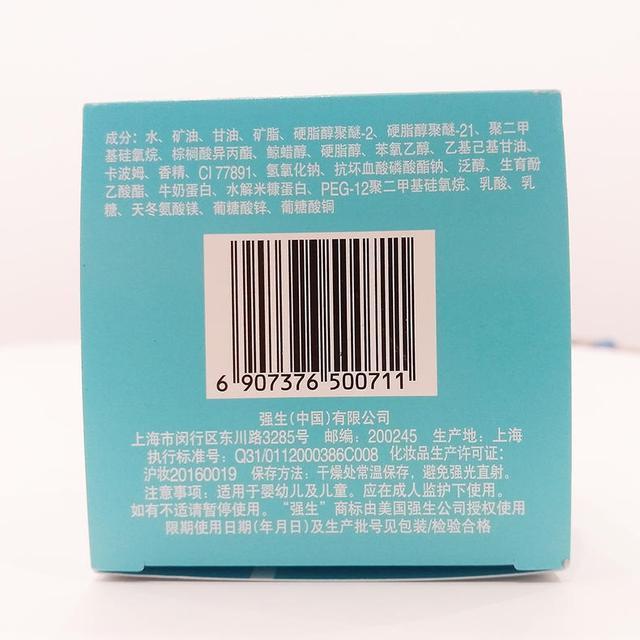 成分：水、矿油、甘油、矿脂、硬脂醇聚醚-2、硬脂醇聚醚-21、聚二甲
基硅氧烷、棕榈酸异丙酯、鲸蜡醇、硬脂醇、苯氧乙醇、乙基己基甘油、
卡波姆、香精、CI 77891、氢氧化钠、抗坏血酸磷酸酯钠、泛醇、生育酚
乙酸酯、牛奶蛋白、水解米糠蛋白、PEG-12聚二甲基硅氧烷、乳酸、乳
糖、天冬氨酸镁、葡糖酸锌、葡糖酸铜
6 907376 500711
强生(中国)有限公司
上海市闵行区东川路3285号 邮编：200245 生产地：上海
执行标准号：Q31/0112000386C008 化妆品生产许可证：
沪妆20160019 保存方法：干燥处常温保存，避免强光直射。
注意事项：适用于婴幼儿及儿童。应在成人监护下使用。
如有不适请暂停使用。“强生”商标由美国强生公司授权使用
限期使用日期(年月日)及生产批号见包装/检验合格